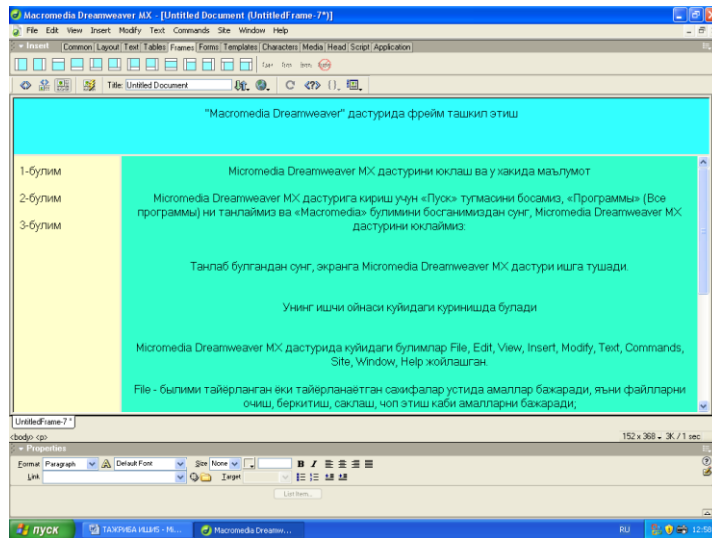 Macromedia Dreamweaver MX - [Untitled Document (UntitledFrame-7*)]
File Edit View Insert Modify Text Commands Site Window Help
Insert Common Layout Text Tables Frames Forms Templates Characters Media Head Script Application
Title: Untitled Document
"Macromedia Dreamweaver" дастурида фрейм ташкил этиш
1-булим
2-булим
3-булим
Micromedia Dreamweaver MX дастурини юклаш ва у хакида маълумот
Micromedia Dreamweaver MX дастурига кириш учун «Пуск» тугмасини босамиз, «Программы» (Все
программы) ни танлаймиз ва «Macromedia» булимини босганимиздан сунг, Micromedia Dreamweaver MX
дастурини юклаймиз:
Танлаб булгандан сунг, экранга Micromedia Dreamweaver MX дастури ишга тушади.
Унинг ишчи ойнаси куйидаги куринишда булади
Micromedia Dreamweaver MX дастурида куйидаги булимлар File, Edit, View, Insert, Modify, Text, Commands,
Site, Window, Help жойлашган.
File - былими тайёрланган ёки тайёрланаётган сахифалар устида амаллар бажаради, яъни файлларни
очиш, беркитиш, саклаш, чоп этиш каби амалларни бажаради;
UntitledFrame-7*
<body> <p> 152 x 368 3K / 1 sec
Properties
Format Paragraph Default Font Size None B I
Link Target
List Item...
пуск ТАЖРИБА ИШИ5 - Mi... Macromedia Dreamw... RU 12:58